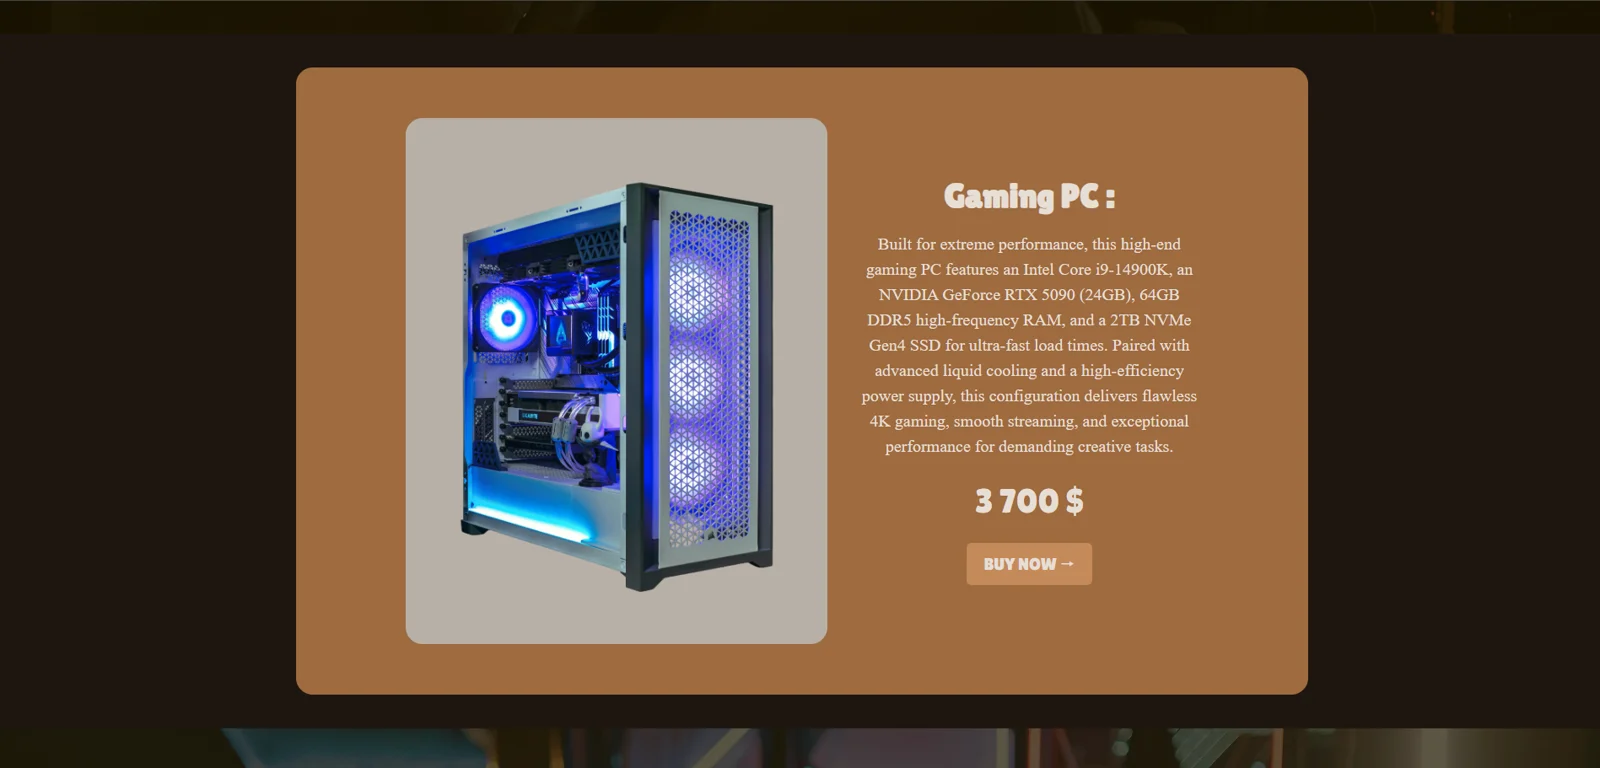 Gaming PC :
Built for extreme performance, this high-end
gaming PC features an Intel Core i9-14900K, an
NVIDIA GeForce RTX 5090 (24GB), 64GB
DDR5 high-frequency RAM, and a 2TB NVMe
Gen4 SSD for ultra-fast load times. Paired with
advanced liquid cooling and a high-efficiency
power supply, this configuration delivers flawless
4K gaming, smooth streaming, and exceptional
performance for demanding creative tasks.
3 700 $
BUY NOW →